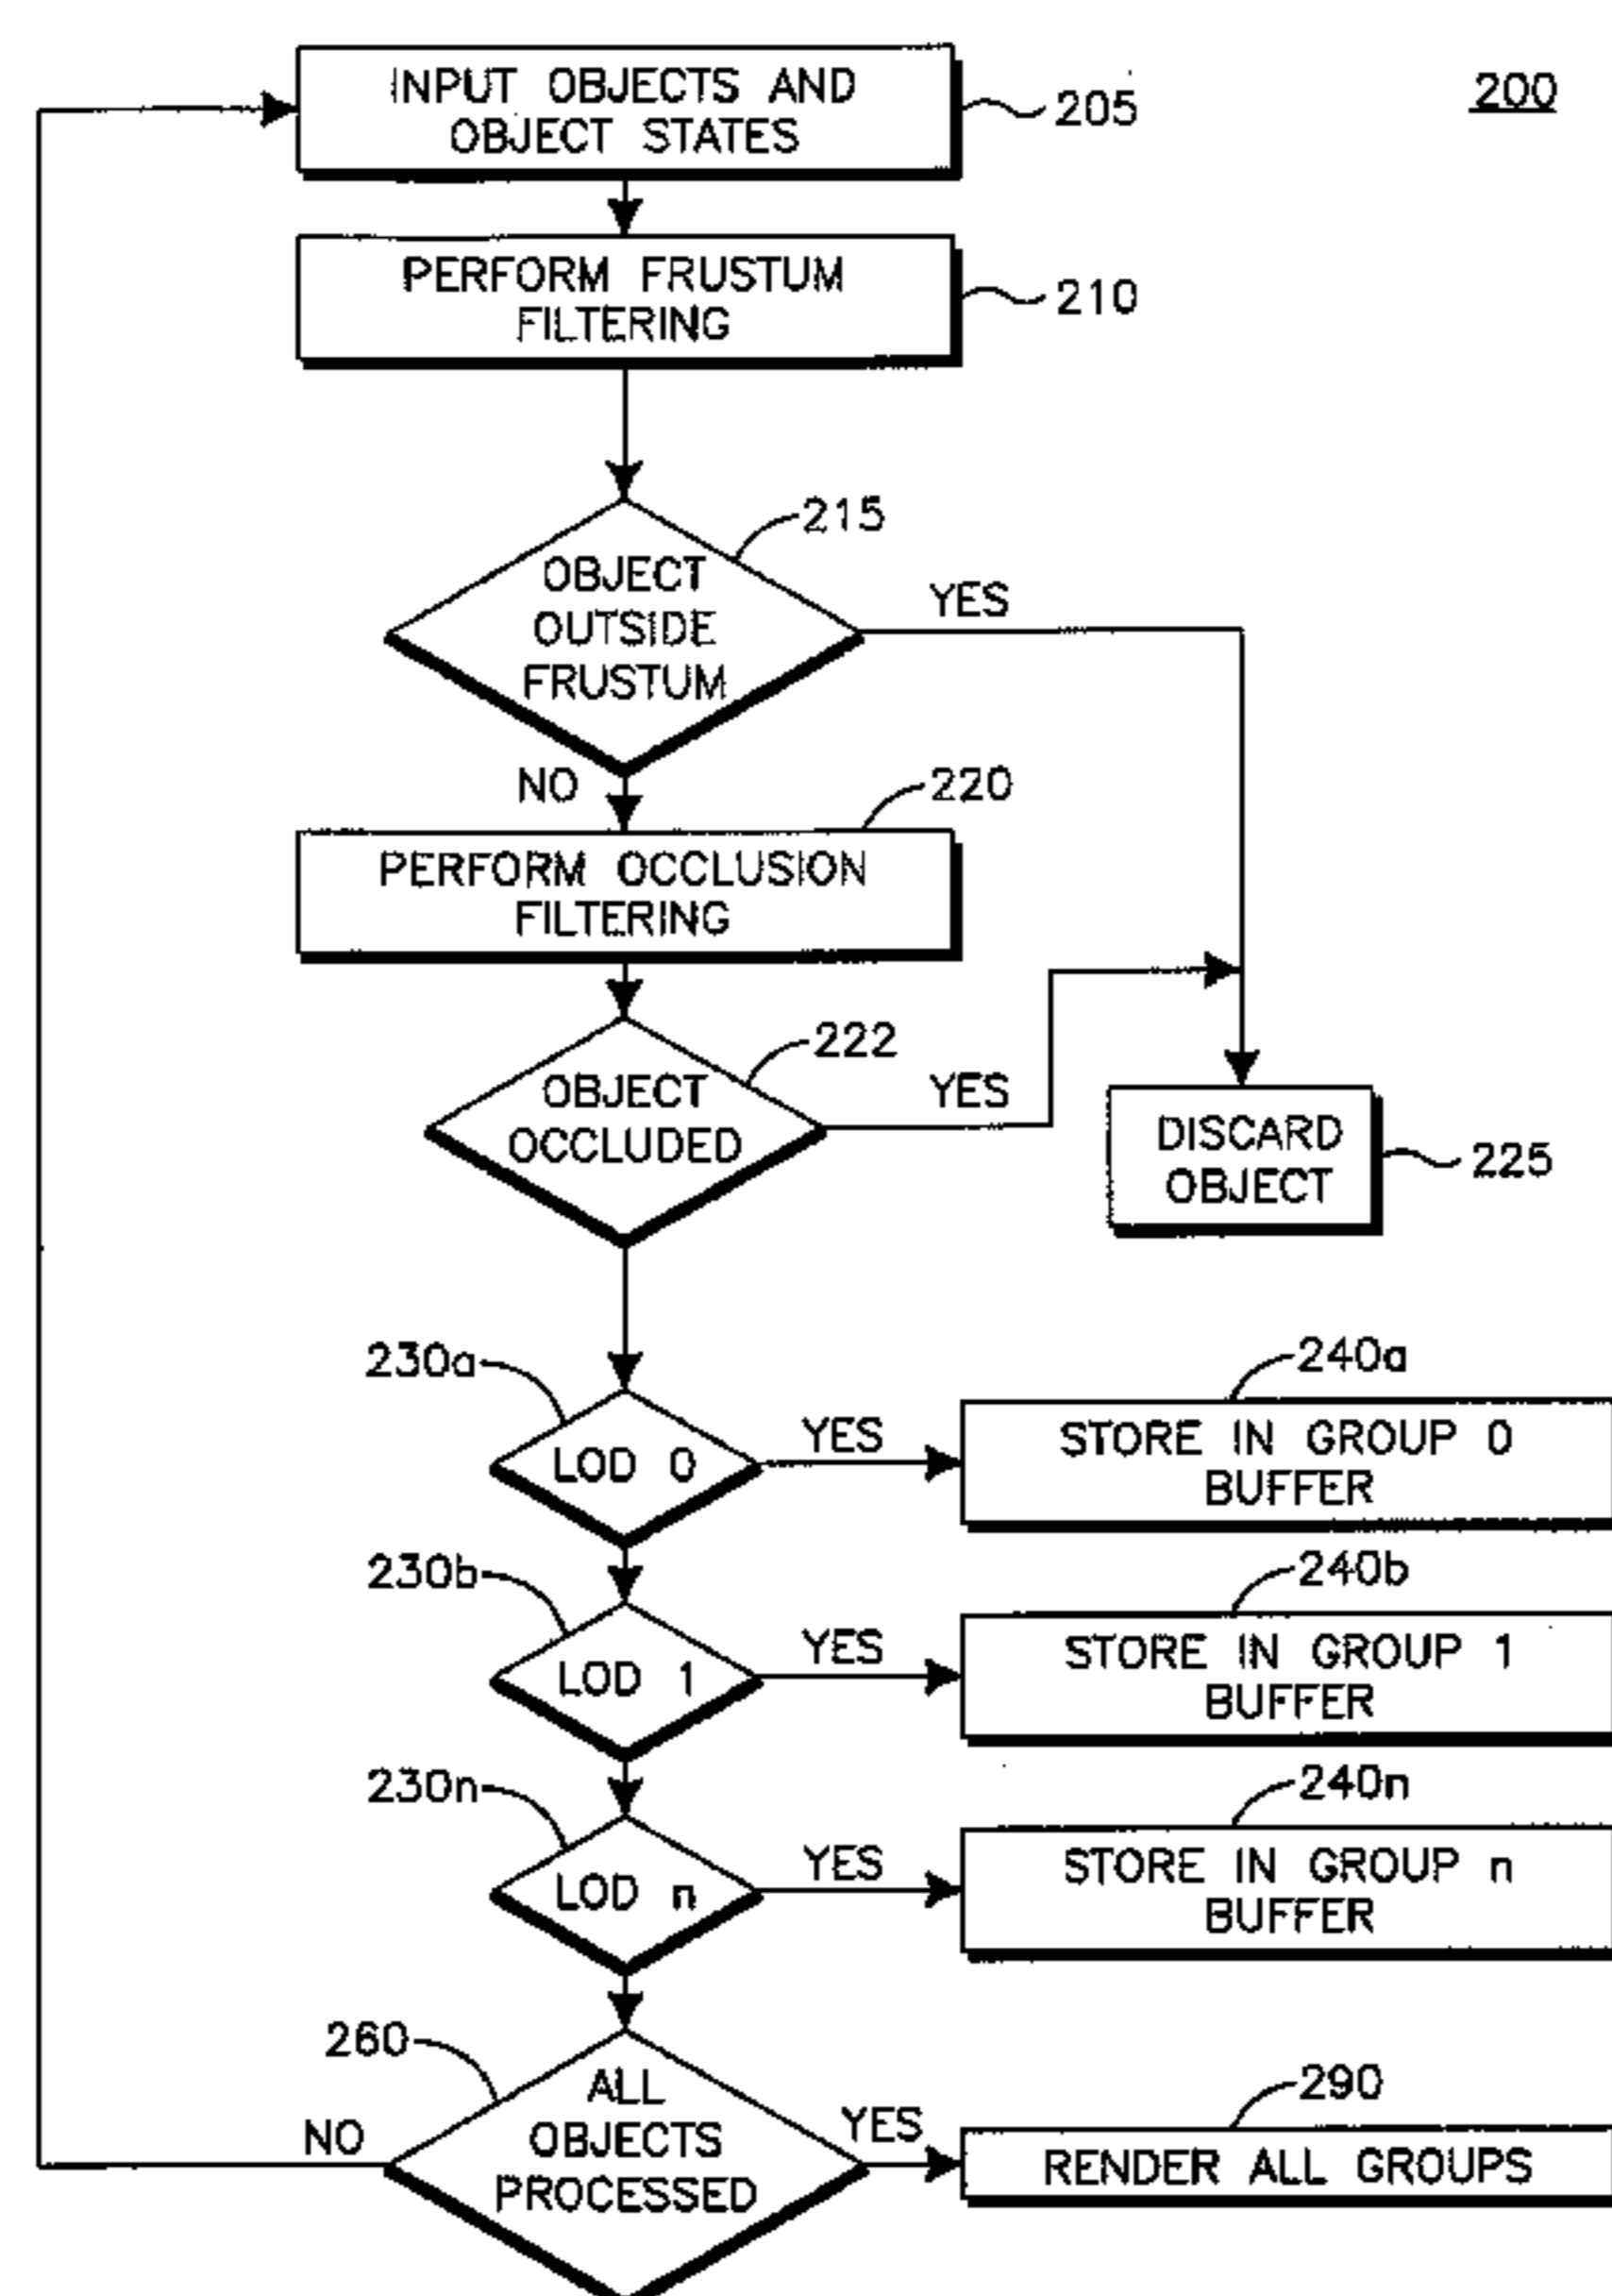 200
INPUT OBJECTS AND
OBJECT STATES
205
PERFORM FRUSTUM
FILTERING
210
215
OBJECT
OUTSIDE
FRUSTUM
YES
NO
220
PERFORM OCCLUSION
FILTERING
222
OBJECT
OCCLUDED
YES
DISCARD
OBJECT
225
230a
LOD 0
YES
240a
STORE IN GROUP 0
BUFFER
230b
LOD 1
YES
240b
STORE IN GROUP 1
BUFFER
230n
LOD n
YES
240n
STORE IN GROUP n
BUFFER
260
ALL
OBJECTS
PROCESSED
NO
YES
290
RENDER ALL GROUPS